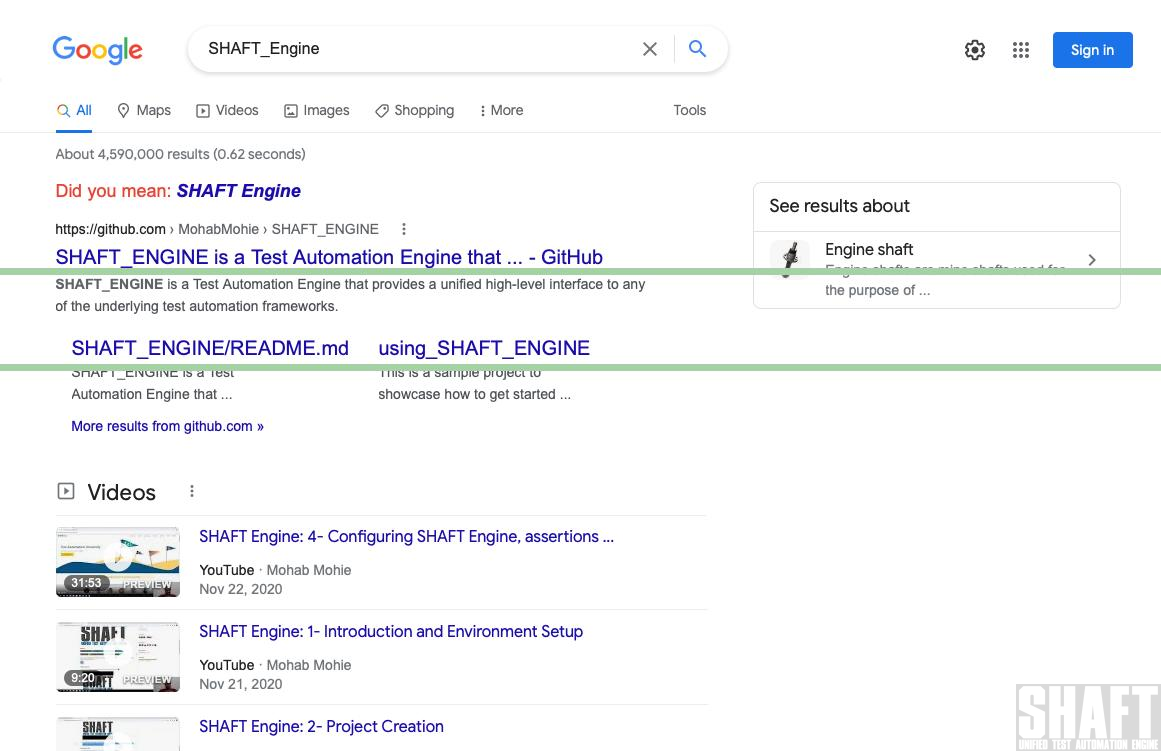 Google
SHAFT_Engine
Sign in
All
Maps
Videos
Images
Shopping
More
Tools
About 4,590,000 results (0.62 seconds)
Did you mean: SHAFT Engine
https://github.com › MohabMohie › SHAFT_ENGINE
SHAFT_ENGINE is a Test Automation Engine that ... - GitHub
SHAFT_ENGINE is a Test Automation Engine that provides a unified high-level interface to any
of the underlying test automation frameworks.
SHAFT_ENGINE/README.md
SHAFT_ENGINE is a Test
Automation Engine that ...
using_SHAFT_ENGINE
This is a sample project to
showcase how to get started ...
More results from github.com »
See results about
Engine shaft
Engine shafts are mine shafts used for
the purpose of ...
Videos
SHAFT Engine: 4- Configuring SHAFT Engine, assertions ...
YouTube · Mohab Mohie
Nov 22, 2020
31:53
PREVIEW
SHAFT Engine: 1- Introduction and Environment Setup
YouTube · Mohab Mohie
Nov 21, 2020
SHAFT
9:20
PREVIEW
SHAFT Engine: 2- Project Creation
SHAFT
SHAFT
UNIFIED TEST AUTOMATION ENGINE